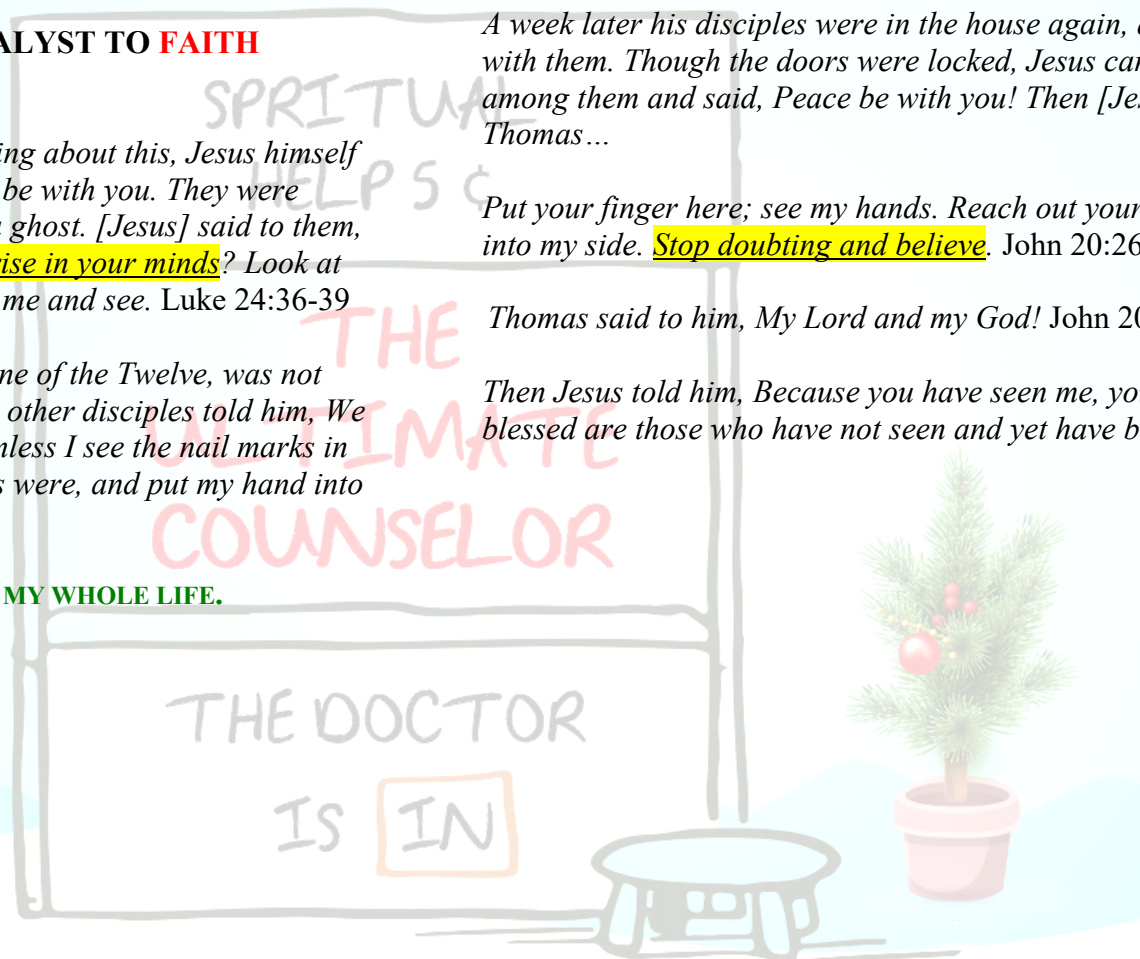 ALYST TO FAITH
ing about this, Jesus himself
be with you. They were
ghost. [Jesus] said to them,
rise in your minds? Look at
me and see. Luke 24:36-39
ne of the Twelve, was not
other disciples told him, We
nless I see the nail marks in
s were, and put my hand into
MY WHOLE LIFE.
A week later his disciples were in the house again,
with them. Though the doors were locked, Jesus
among them and said, Peace be with you! Then
Thomas…
Put your finger here; see my hands. Reach out your
into my side. Stop doubting and believe. John 20:26
Thomas said to him, My Lord and my God! John 20
Then Jesus told him, Because you have seen me,
blessed are those who have not seen and yet have
SPRITUAL
HELP 5 ¢
THE
ULTIMATE
COUNSELOR
THE DOCTOR
IS IN